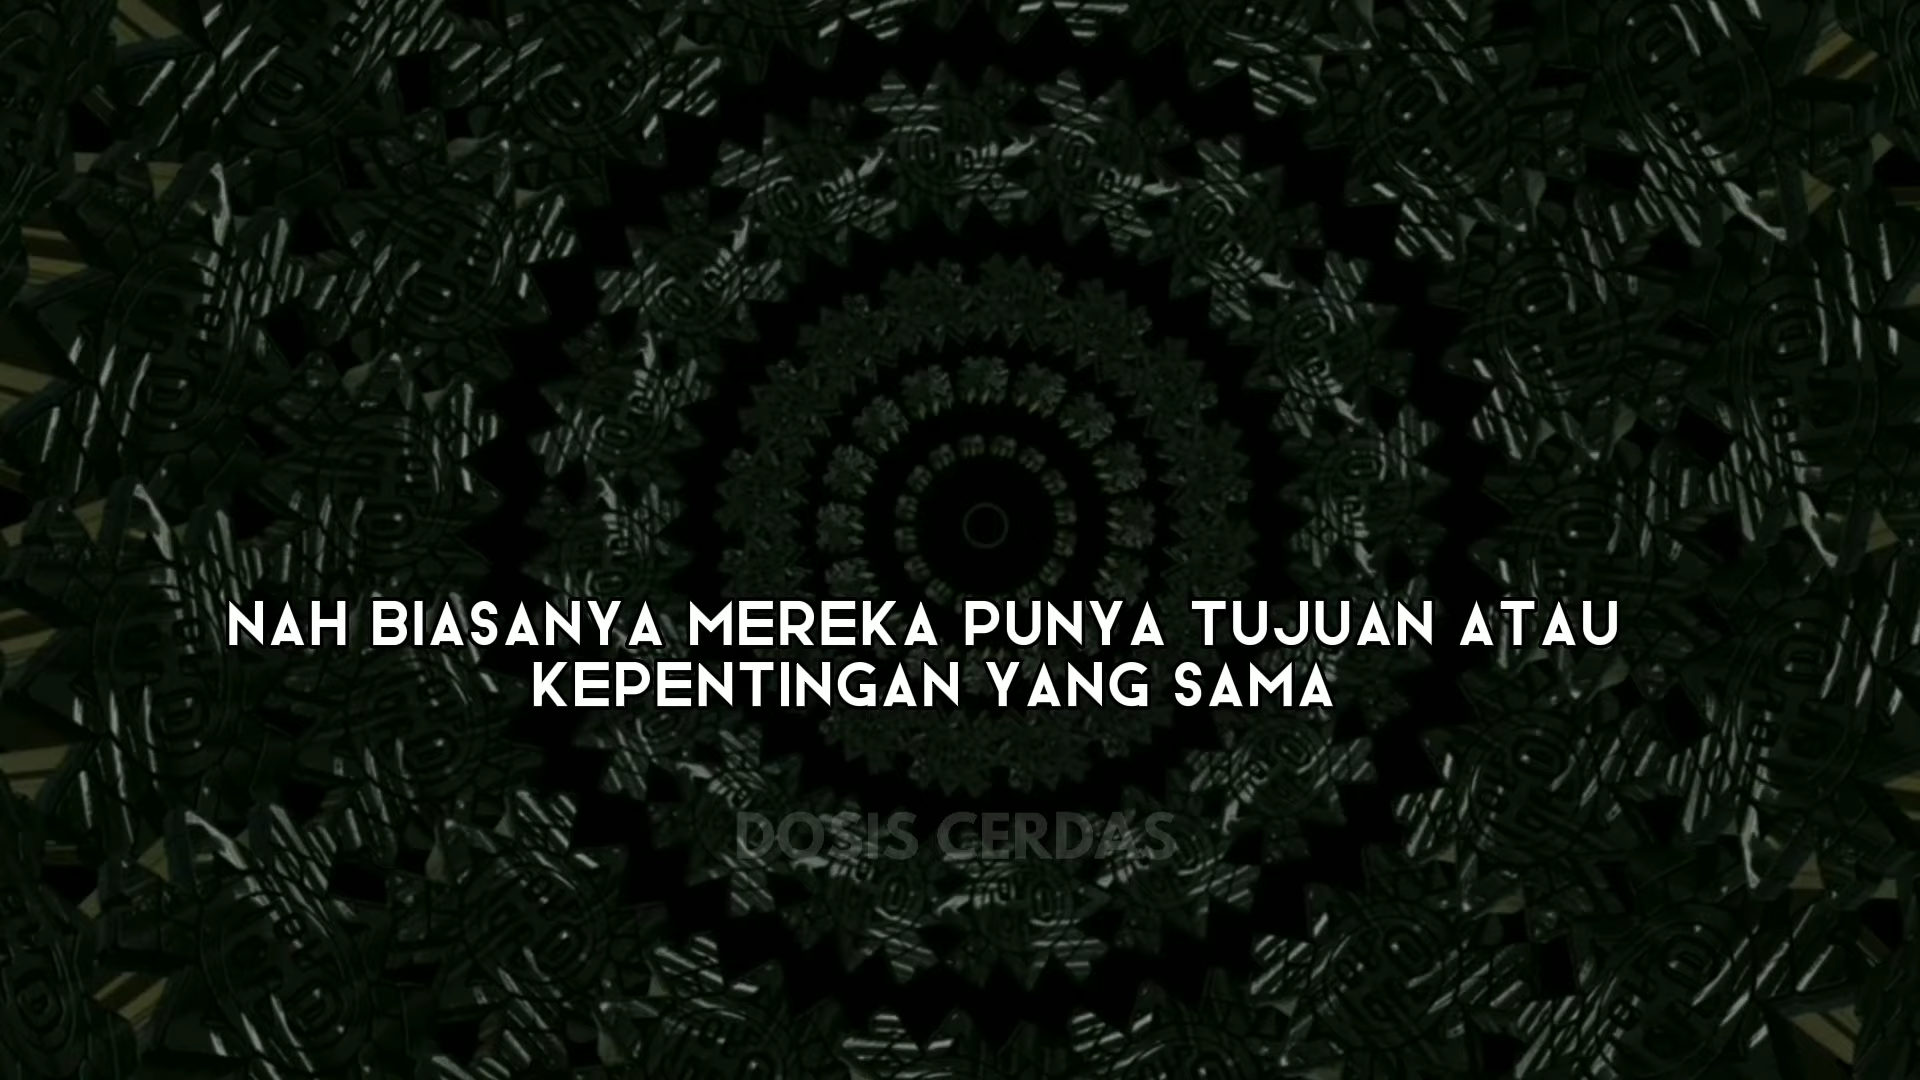 NAH BIASANYA MEREKA PUNYA TUJUAN ATAU
KEPENTINGAN YANG SAMA
DOSIS CERDAS